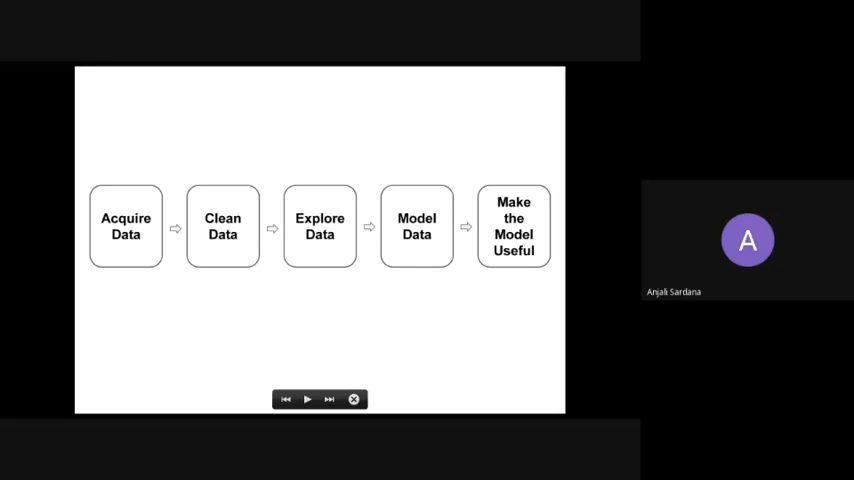 Acquire
Data
Clean
Data
Explore
Data
Model
Data
Make
the
Model
Useful
A
Anjali Sardana